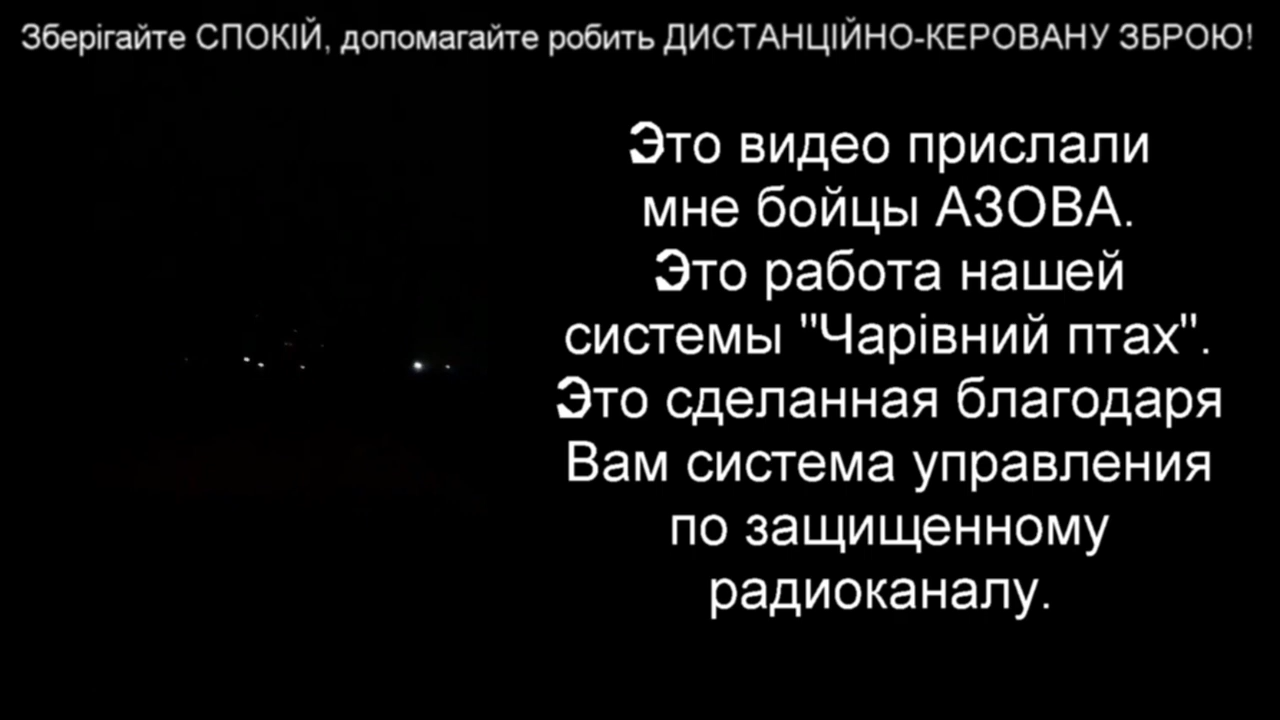 Зберігайте СПОКІЙ, допомагайте робить ДИСТАНЦІЙНО-КЕРОВАНУ ЗБРОЮ!
Это видео прислали
мне бойцы АЗОВА.
Это работа нашей
системы "Чарівний птах".
Это сделанная благодаря
Вам система управления
по защищенному
радиоканалу.